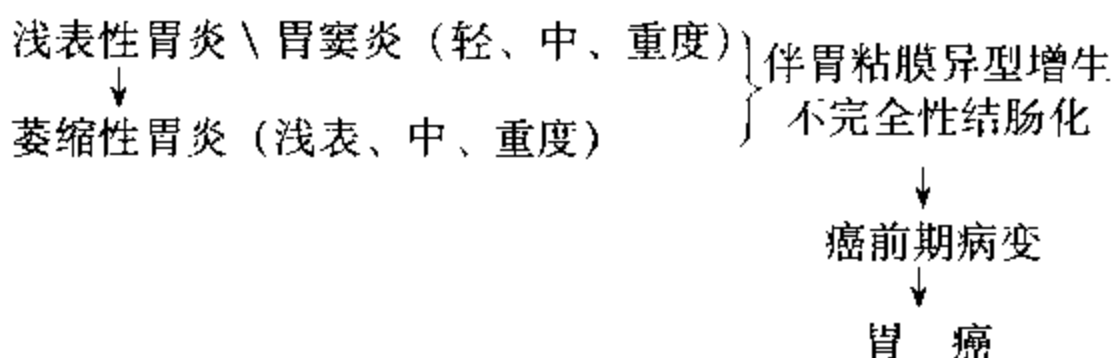 浅表性胃炎\胃窦炎（轻、中、重度）
萎缩性胃炎（浅表、中、重度）
伴胃粘膜异型增生
不完全性结肠化
癌前期病变
胃 癌